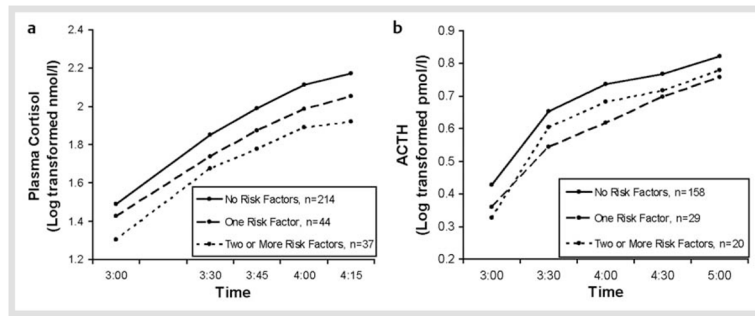 a
Plasma Cortisol
(Log transformed nmol/l)
2.2
2
1.8
1.6
1.4
1.2
No Risk Factors, n=214
One Risk Factor, n=44
Two or More Risk Factors, n=37
3:00
3:30
3:45
4:00
4:15
Time
b
ACTH
(Log transformed pmol/l)
0.9
0.8
0.7
0.6
0.5
0.4
0.3
0.2
No Risk Factors, n=158
One Risk Factor, n=29
Two or More Risk Factors, n=20
3:00
3:30
4:00
4:30
5:00
Time